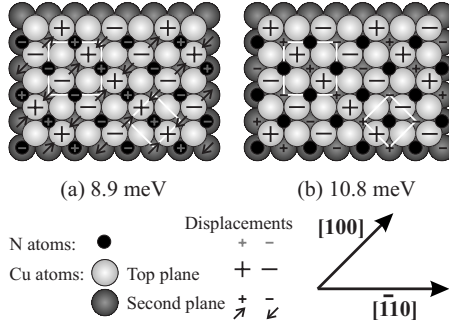 (a) 8.9 meV
(b) 10.8 meV
Displacements
N atoms:
+ −
Cu atoms: Top plane
+ −
Second plane
+ −
[100]
[1̄10]